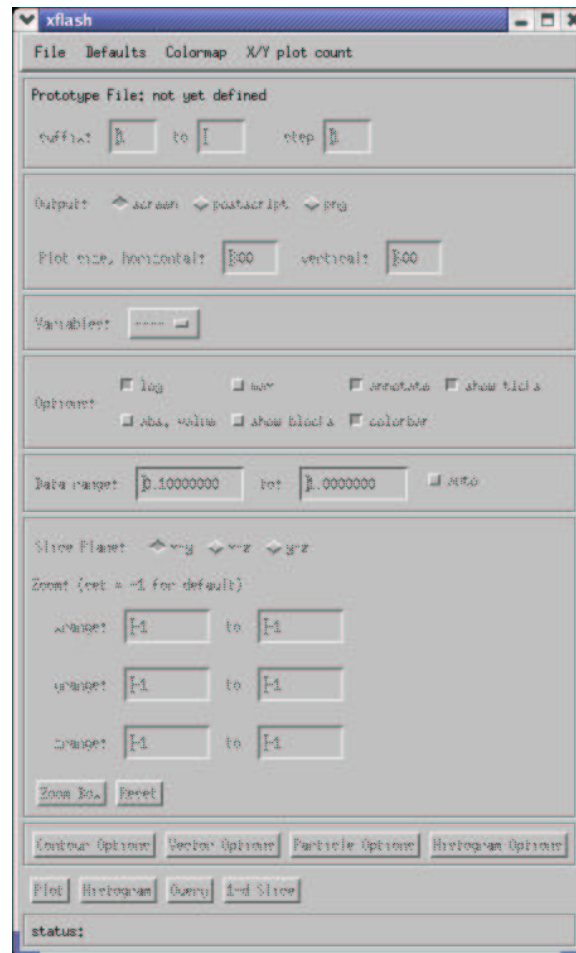 xflash
File Defaults Colormap X/Y plot count
Prototype File: not yet defined
suffix: 1 to step 1
Output: screen postscript png
Plot size, horizontal: 500 vertical: 500
Variables: ----
log max annotate show ticks
Options:
abs. value show blocks colorbar
Data range: 0.10000000 to: 1.0000000 auto
Slice Plane: x-y x-z y-z
Zoom: (set = -1 for default)
xrange: -1 to -1
yrange: -1 to -1
zrange: -1 to -1
Zoom Box Reset
Contour Options Vector Options Particle Options Histogram Options
Plot Histogram Query 1-d Slice
status: